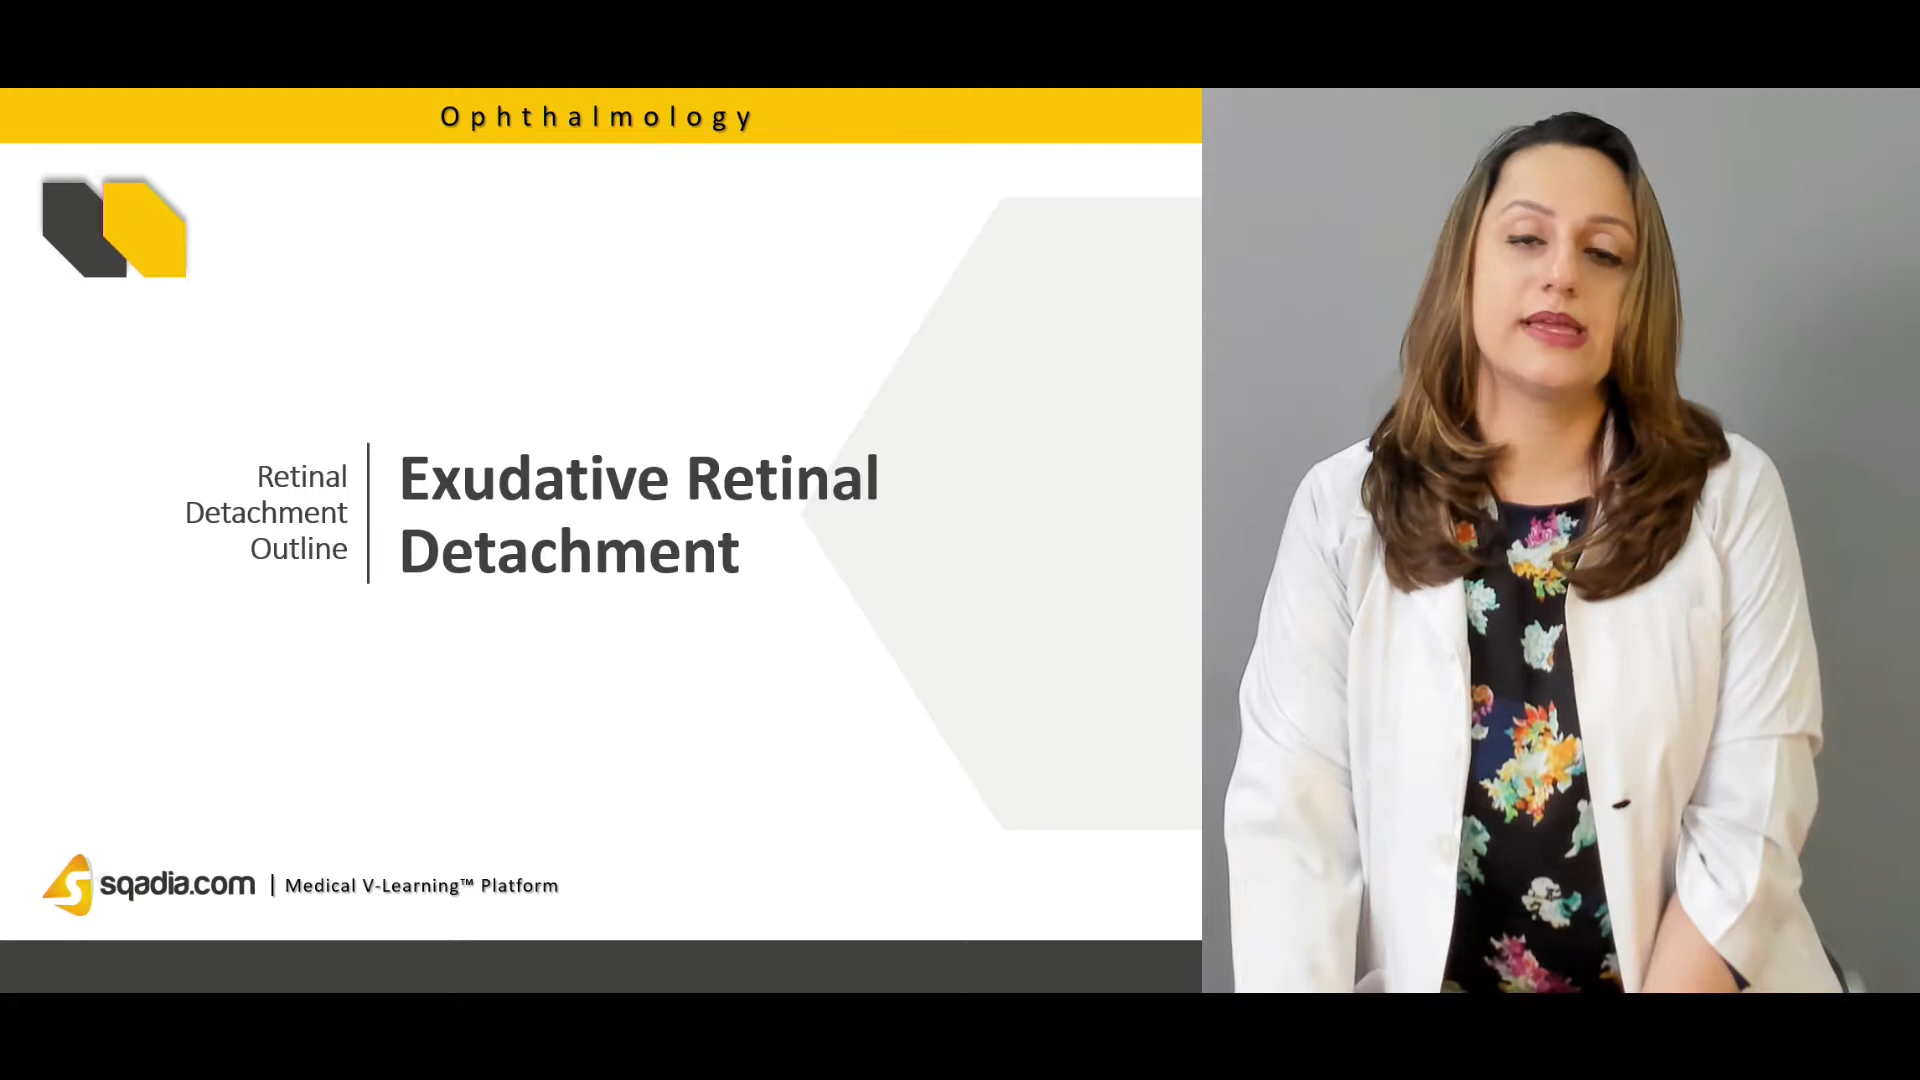 Ophthalmology
Retinal
Detachment
Outline
Exudative Retinal
Detachment
sqadia.com | Medical V-Learning™ Platform